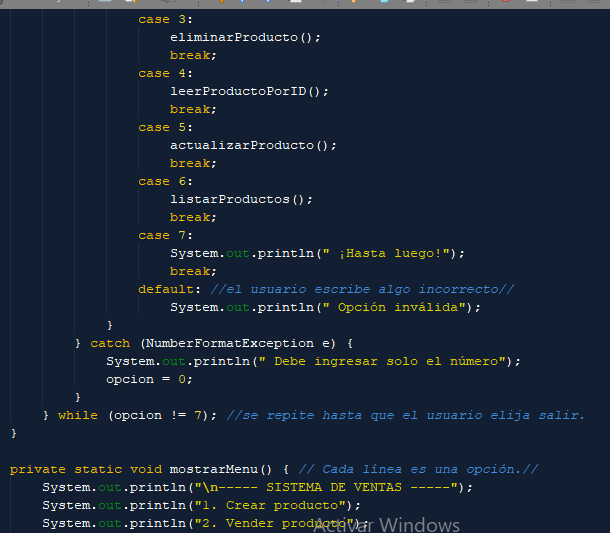 case 3:
eliminarProducto();
break;
case 4:
leerProductoPorID();
break;
case 5:
actualizarProducto();
break;
case 6:
listarProductos();
break;
case 7:
System.out.println(" ¡Hasta luego!");
break;
default: //el usuario escribe algo incorrecto//
System.out.println(" Opción inválida");
}
} catch (NumberFormatException e) {
System.out.println(" Debe ingresar solo el número");
opcion = 0;
}
} while (opcion != 7); //se repite hasta que el usuario elija salir.
}
private static void mostrarMenu() { // Cada línea es una opción.//
System.out.println("\n----- SISTEMA DE VENTAS -----");
System.out.println("1. Crear producto");
System.out.println("2. Vender producto");
Activar Windows